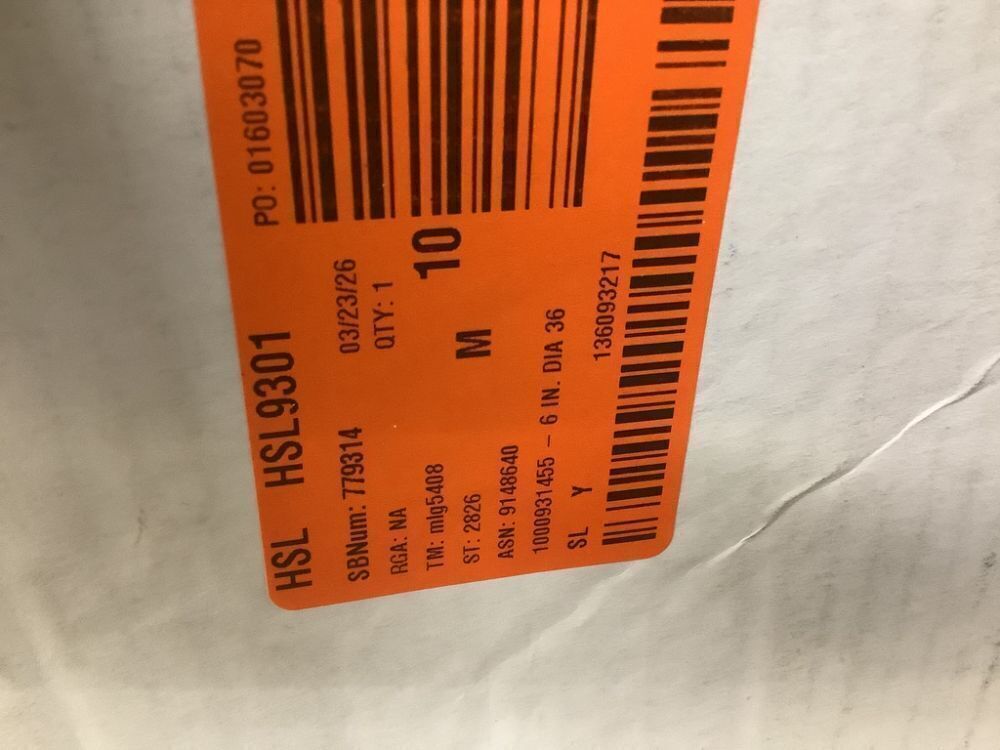 HSL HSL9301 PO: 01603070
SBNum: 779314 03/23/26
RGA: NA QTY: 1
TM: mlg5408 10
ST: 2826 M
ASN: 9148640
1000931455 - 6 IN. DIA 36
SL Y 136093217